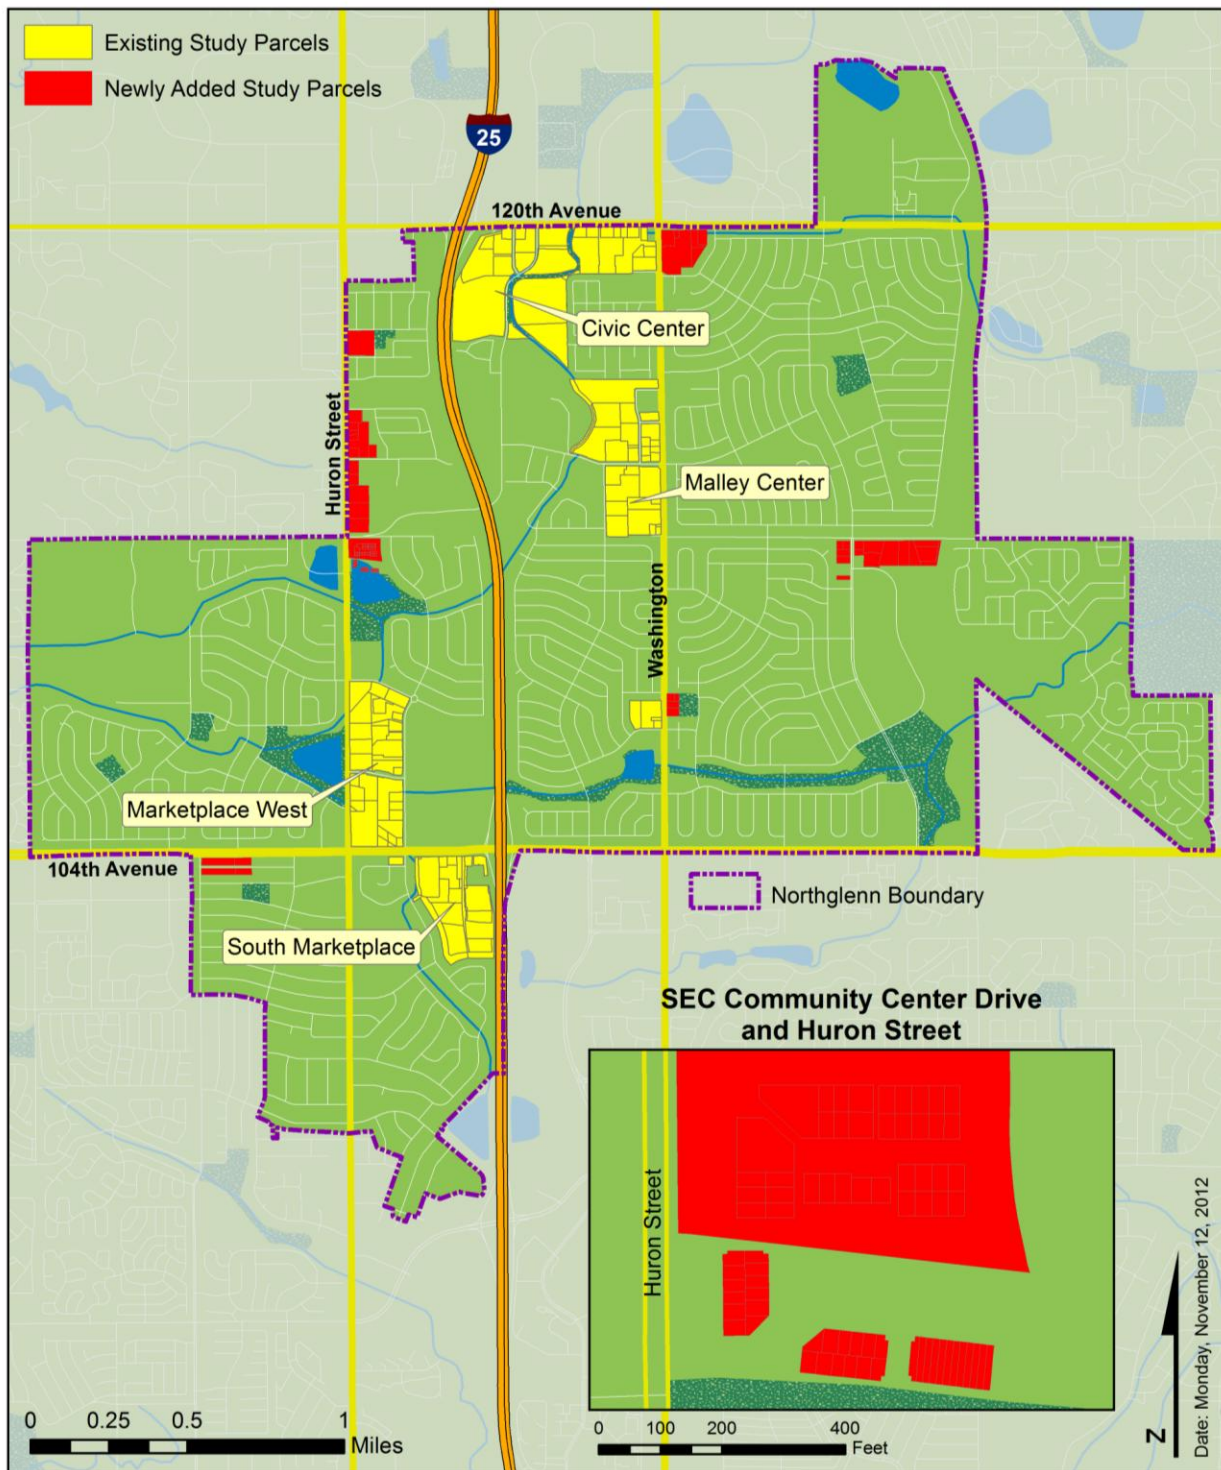 Existing Study Parcels
Newly Added Study Parcels
25
120th Avenue
Civic Center
Huron Street
Malley Center
Washington
Marketplace West
104th Avenue
Northglenn Boundary
South Marketplace
SEC Community Center Drive
and Huron Street
Huron Street
0 0.25 0.5 1
Miles
0 100 200 400
Feet
N
Date: Monday, November 12, 2012